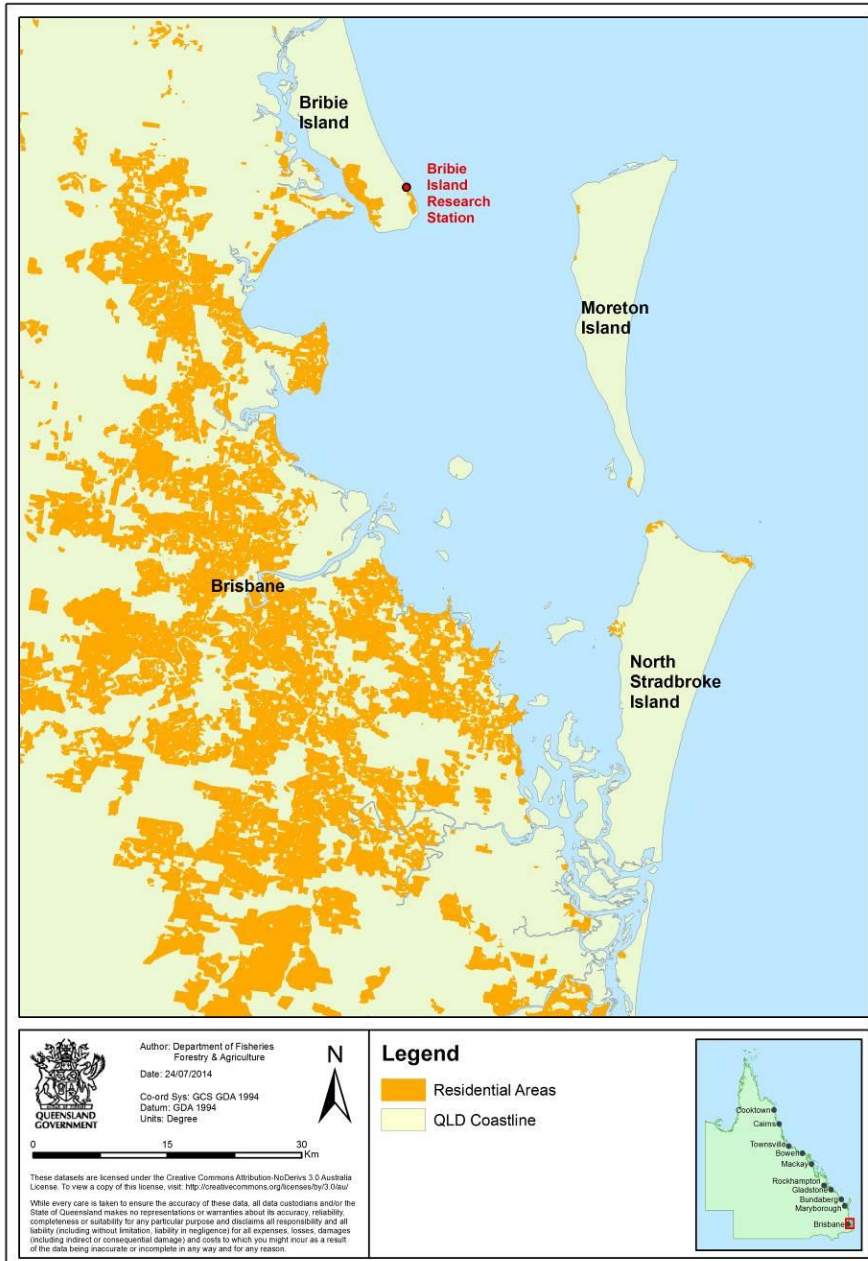 Bribie
Island
Bribie
Island
Research
Station
Moreton
Island
Brisbane
North
Stradbroke
Island
QUEENSLAND
GOVERNMENT
Author: Department of Fisheries
Forestry & Agriculture
Date: 24/07/2014
Co-ord Sys: GCS GDA 1994
Datum: GDA 1994
Units: Degree
N
0 15 30
Km
These datasets are licensed under the Creative Commons Attribution-NoDerivs 3.0 Australia
License. To view a copy of this license, visit: http://creativecommons.org/licenses/by/3.0/au/
While every care is taken to ensure the accuracy of these data, all data custodians and/or the
State of Queensland makes no representations or warranties about its accuracy, reliability,
completeness or suitability for any particular purpose and disclaims all responsibility and all
liability (including without limitation, liability in negligence) for all expenses, losses, damages
(including indirect or consequential damage) and costs to which you might incur as a result
of the data being inaccurate or incomplete in any way and for any reason.
Legend
Residential Areas
QLD Coastline
Cooktown
Cairns
Townsville
Bowen
Mackay
Rockhampton
Gladstone
Bundaberg
Maryborough
Brisbane